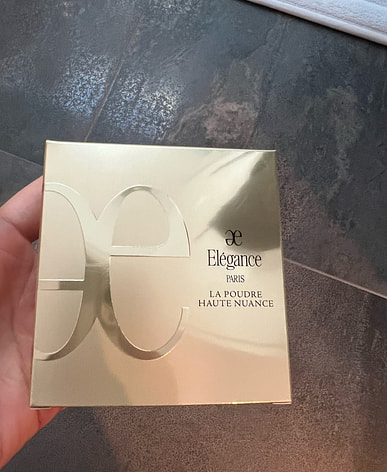 æ
Elégance
PARIS
LA POUDRE
HAUTE NUANCE